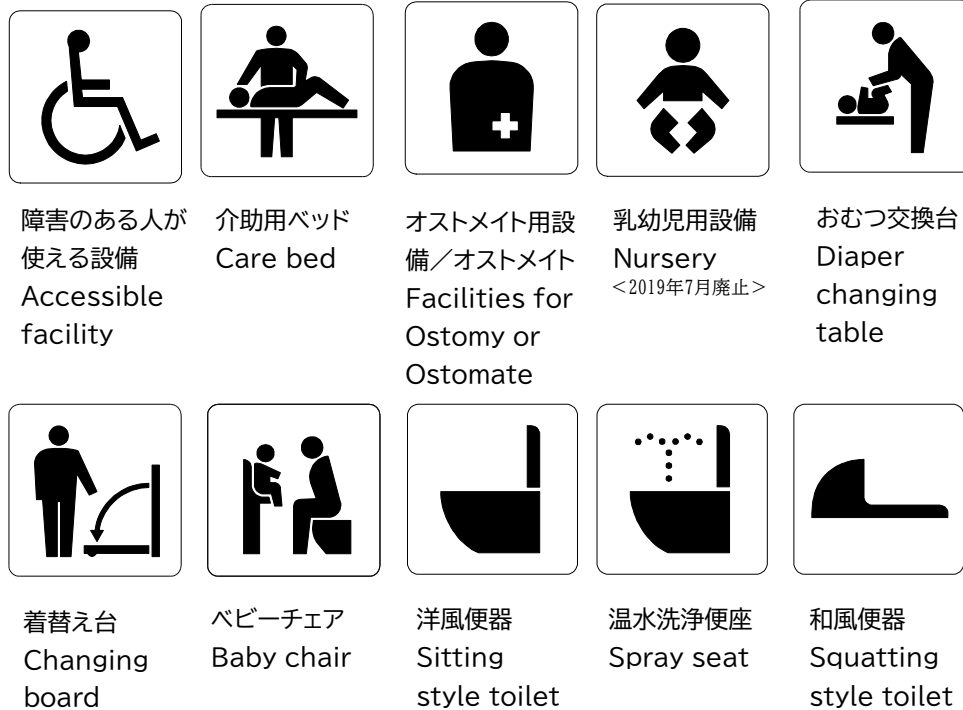 障害のある人が
使える設備
Accessible
facility
介助用ベッド
Care bed
オストメイト用設
備／オストメイト
Facilities for
Ostomy or
Ostomate
乳幼児用設備
Nursery
＜2019年7月廃止＞
おむつ交換台
Diaper
changing
table
着替え台
Changing
board
ベビーチェア
Baby chair
洋風便器
Sitting
style toilet
温水洗浄便座
Spray seat
和風便器
Squatting
style toilet